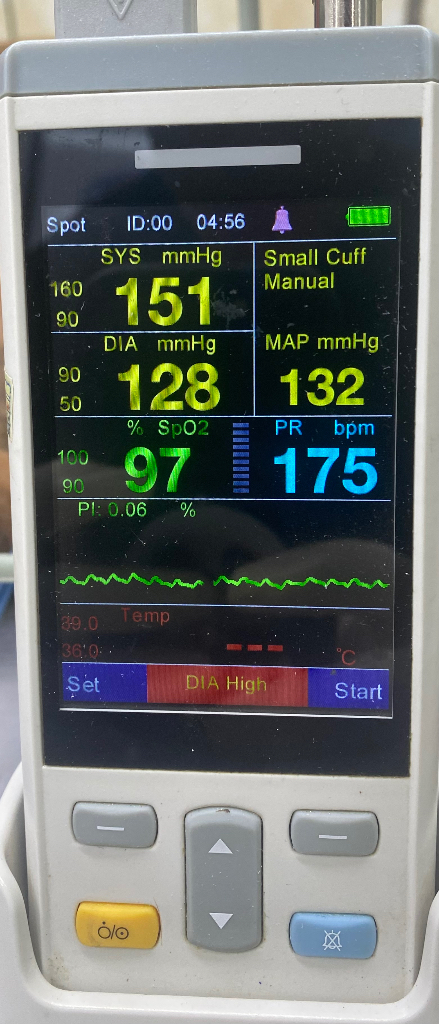 Spot ID:00 04:56
SYS mmHg
160
90
151
Small Cuff
Manual
DIA mmHg
90
50
128
MAP mmHg
132
% SpO2
100
90
97
PR bpm
175
PI: 0.06 %
39.0
36.0
Temp
--- °C
Set DIA High Start